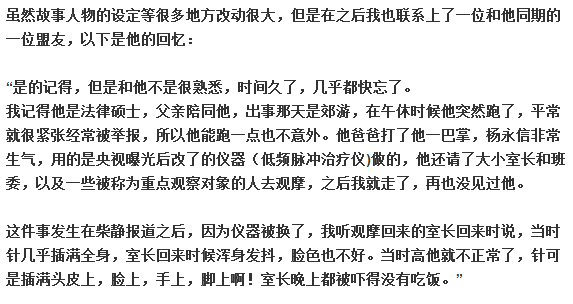 虽然故事人物的设定等很多地方改动很大，但是在之后我也联系上了一位和他同期的
一位盟友，以下是他的回忆：
“是的记得，但是和他不是很熟悉，时间久了，几乎都快忘了。
我记得他是法律硕士，父亲陪同他，出事那天是郊游，在午休时候他突然跑了，平常
就很紧张经常被举报，所以他能跑一点也不意外。他爸爸打了他一巴掌，杨永信非常
生气，用的是央视曝光后改了的仪器（低频脉冲治疗仪)做的，他还请了大小室长和班
委，以及一些被称为重点观察对象的人去观摩，之后我就走了，再也没见过他。
这件事发生在柴静报道之后，因为仪器被换了，我听观摩回来的室长回来时说，当时
针几乎插满全身，室长回来时候浑身发抖，脸色也不好。当时高他就不正常了，针可
是插满头皮上，脸上，手上，脚上啊！室长晚上都被吓得没有吃饭。”